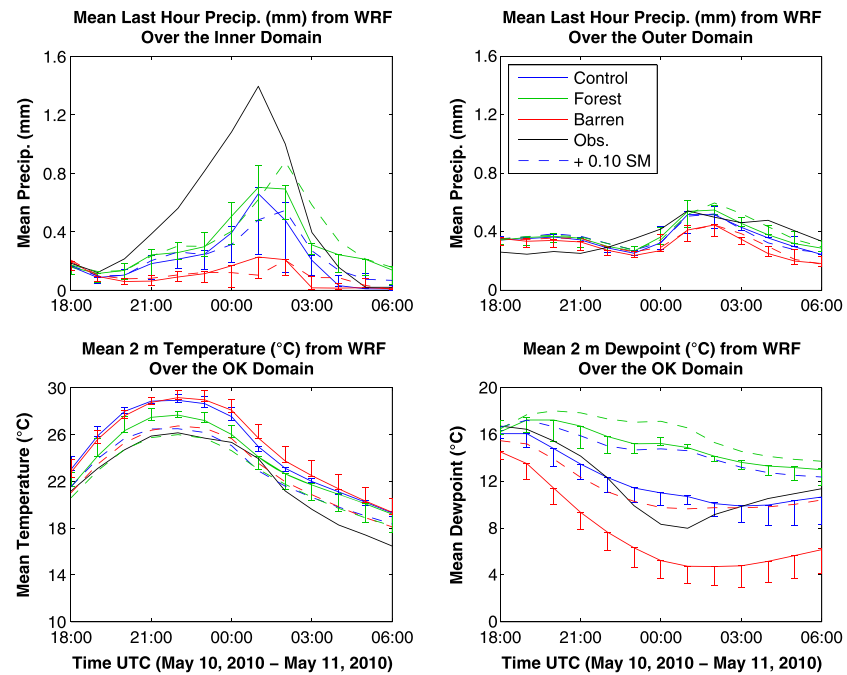 Mean Last Hour Precip. (mm) from WRF
Over the Inner Domain
Mean Precip. (mm)
1.6
1.2
0.8
0.4
0
18:00 21:00 00:00 03:00 06:00
Mean Last Hour Precip. (mm) from WRF
Over the Outer Domain
Mean Precip. (mm)
1.6
1.2
0.8
0.4
0
Control
Forest
Barren
Obs.
+ 0.10 SM
18:00 21:00 00:00 03:00 06:00
Mean 2 m Temperature (°C) from WRF
Over the OK Domain
Mean Temperature (°C)
30
26
22
18
14
10
18:00 21:00 00:00 03:00 06:00
Time UTC (May 10, 2010 − May 11, 2010)
Mean 2 m Dewpoint (°C) from WRF
Over the OK Domain
Mean Dewpoint (°C)
20
16
12
8
4
0
18:00 21:00 00:00 03:00 06:00
Time UTC (May 10, 2010 − May 11, 2010)